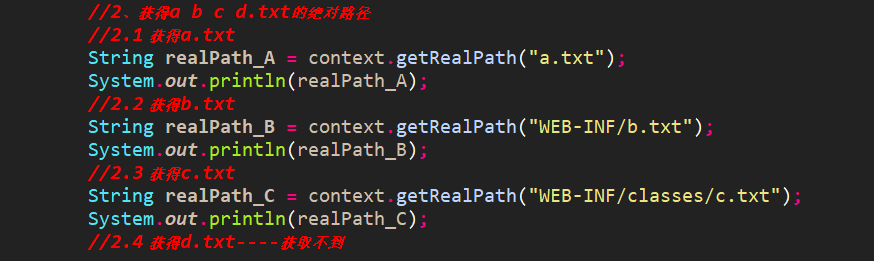 //2、获得a b c d.txt的绝对路径
//2.1 获得a.txt
String realPath_A = context.getRealPath("a.txt");
System.out.println(realPath_A);
//2.2 获得b.txt
String realPath_B = context.getRealPath("WEB-INF/b.txt");
System.out.println(realPath_B);
//2.3 获得c.txt
String realPath_C = context.getRealPath("WEB-INF/classes/c.txt");
System.out.println(realPath_C);
//2.4 获得d.txt----获取不到